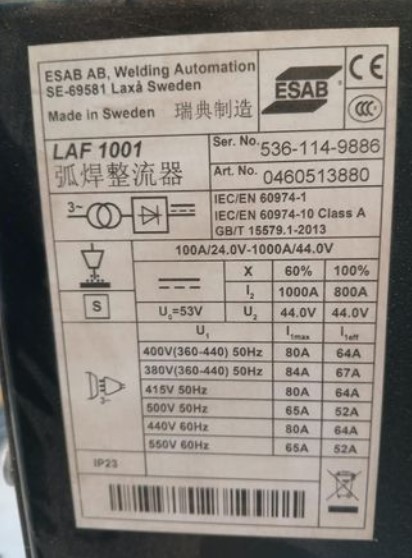 ESAB AB, Welding Automation
SE-69581 Laxå Sweden
Made in Sweden 瑞典制造
ESAB
CE
CCC
LAF 1001
弧焊整流器
Ser. No. 536-114-9886
Art. No. 0460513880
3~
IEC/EN 60974-1
IEC/EN 60974-10 Class A
GB/T 15579.1-2013
100A/24.0V-1000A/44.0V
X 60% 100%
I2 1000A 800A
S U0=53V U2 44.0V 44.0V
U1 I1max I1eff
400V(360-440) 50Hz 80A 64A
380V(360-440) 50Hz 84A 67A
415V 50Hz 80A 64A
3~
500V 50Hz 65A 52A
440V 60Hz 80A 64A
550V 60Hz 65A 52A
IP23